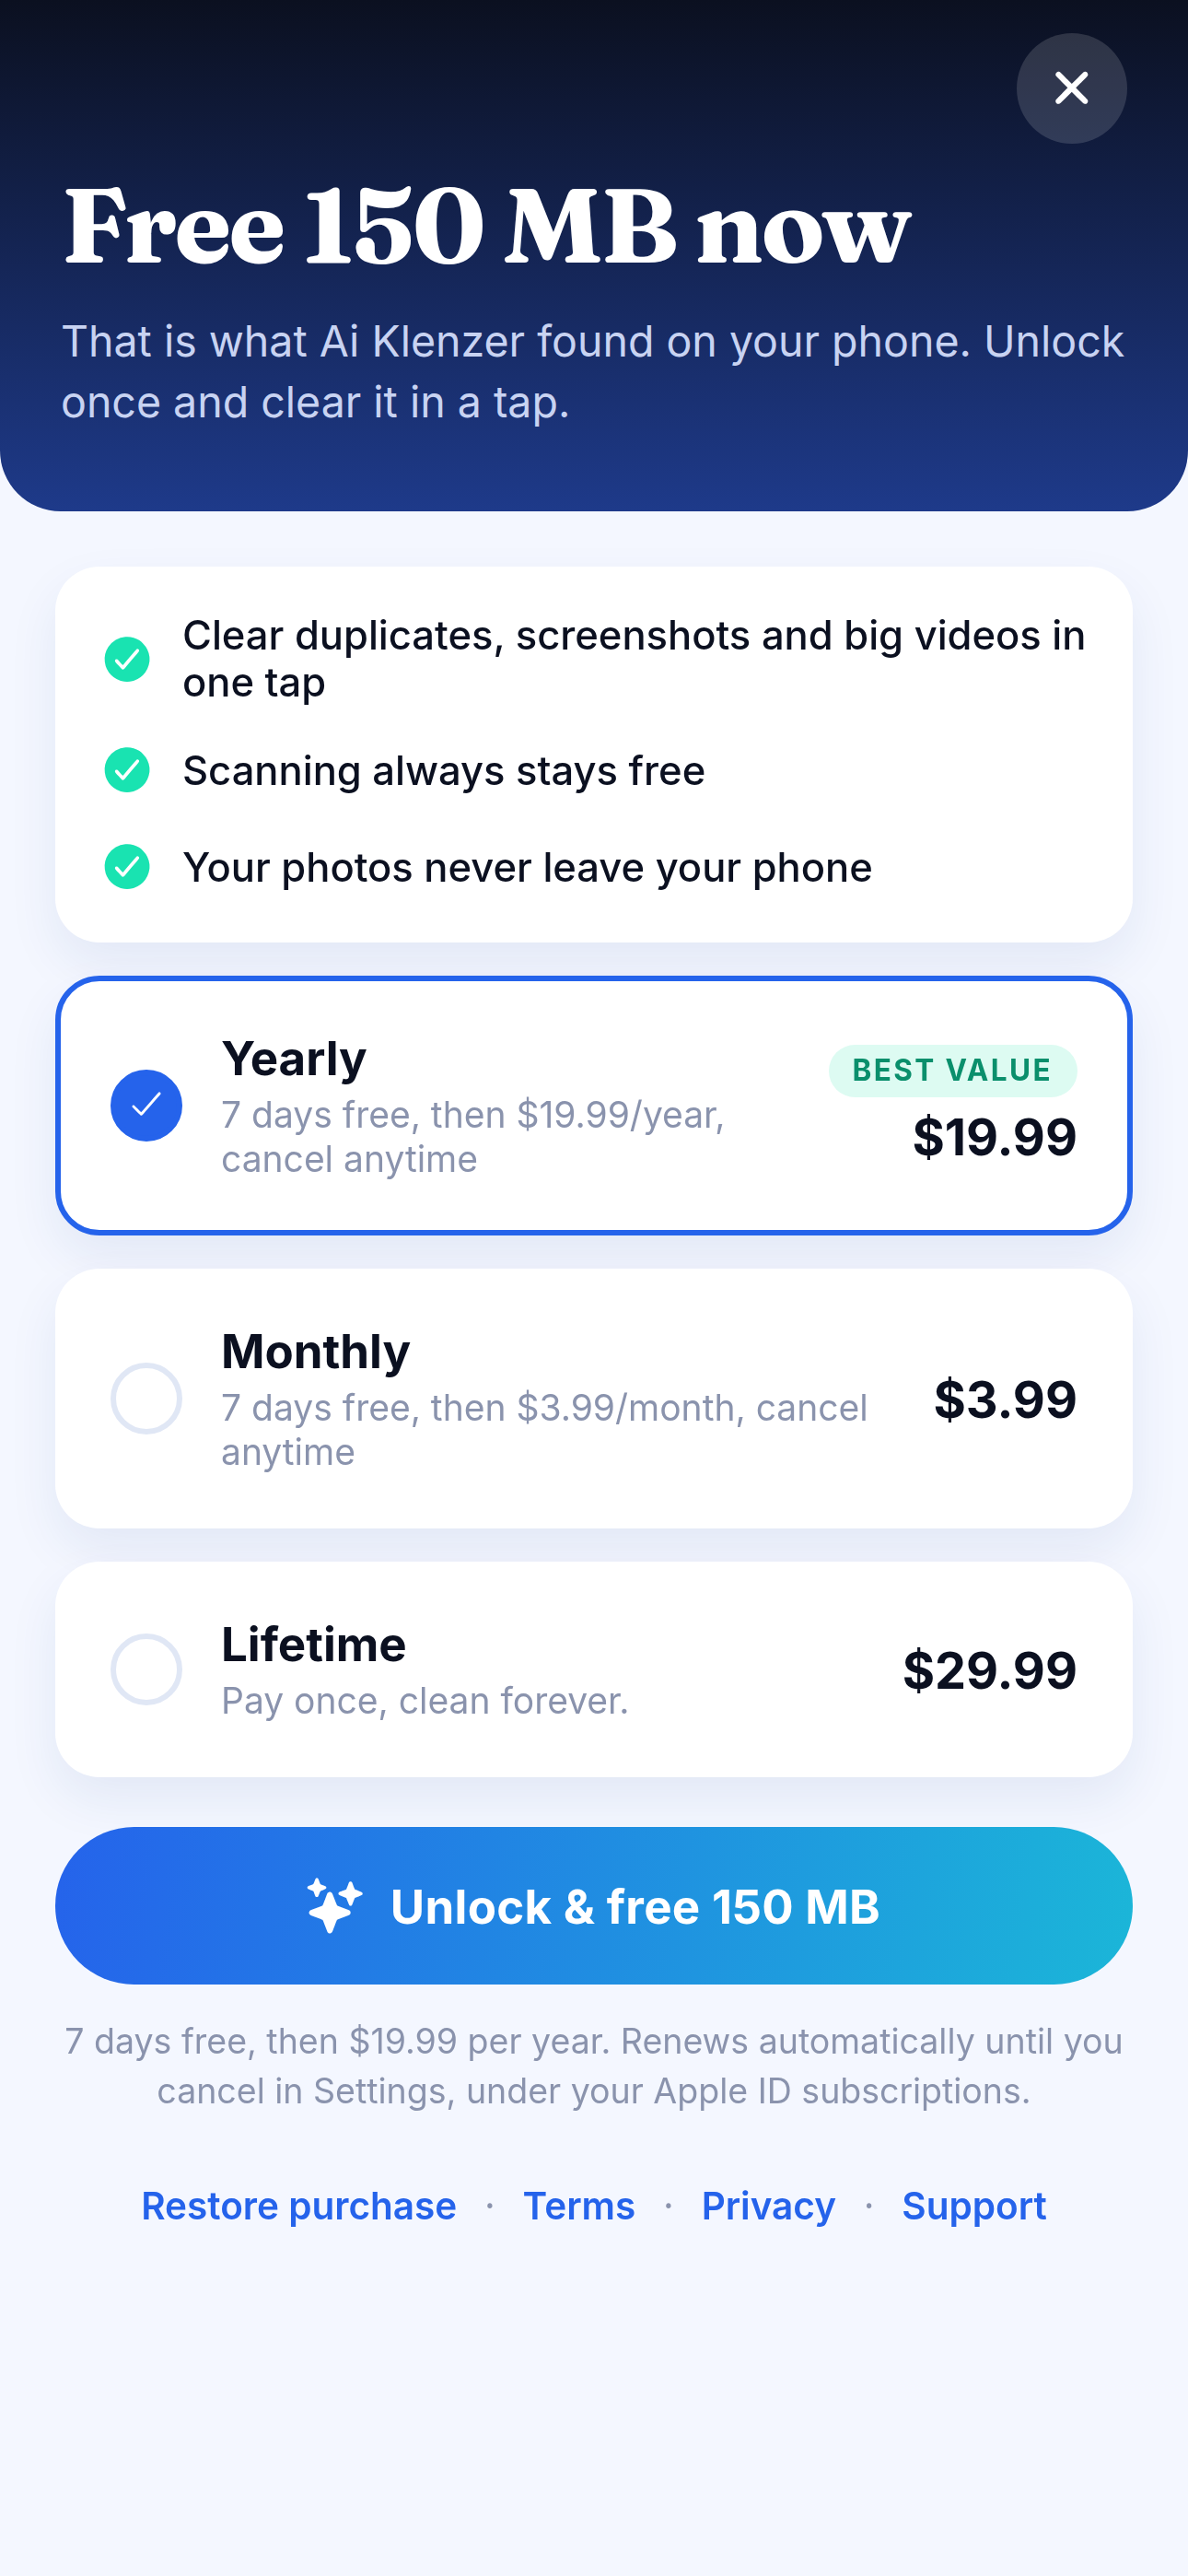 Free 150 MB now
That is what Ai Klenzer found on your phone. Unlock
once and clear it in a tap.
Clear duplicates, screenshots and big videos in
one tap
Scanning always stays free
Your photos never leave your phone
Yearly
7 days free, then $19.99/year,
cancel anytime
BEST VALUE
$19.99
Monthly
7 days free, then $3.99/month, cancel
anytime
$3.99
Lifetime
Pay once, clean forever.
$29.99
Unlock & free 150 MB
7 days free, then $19.99 per year. Renews automatically until you
cancel in Settings, under your Apple ID subscriptions.
Restore purchase · Terms · Privacy · Support